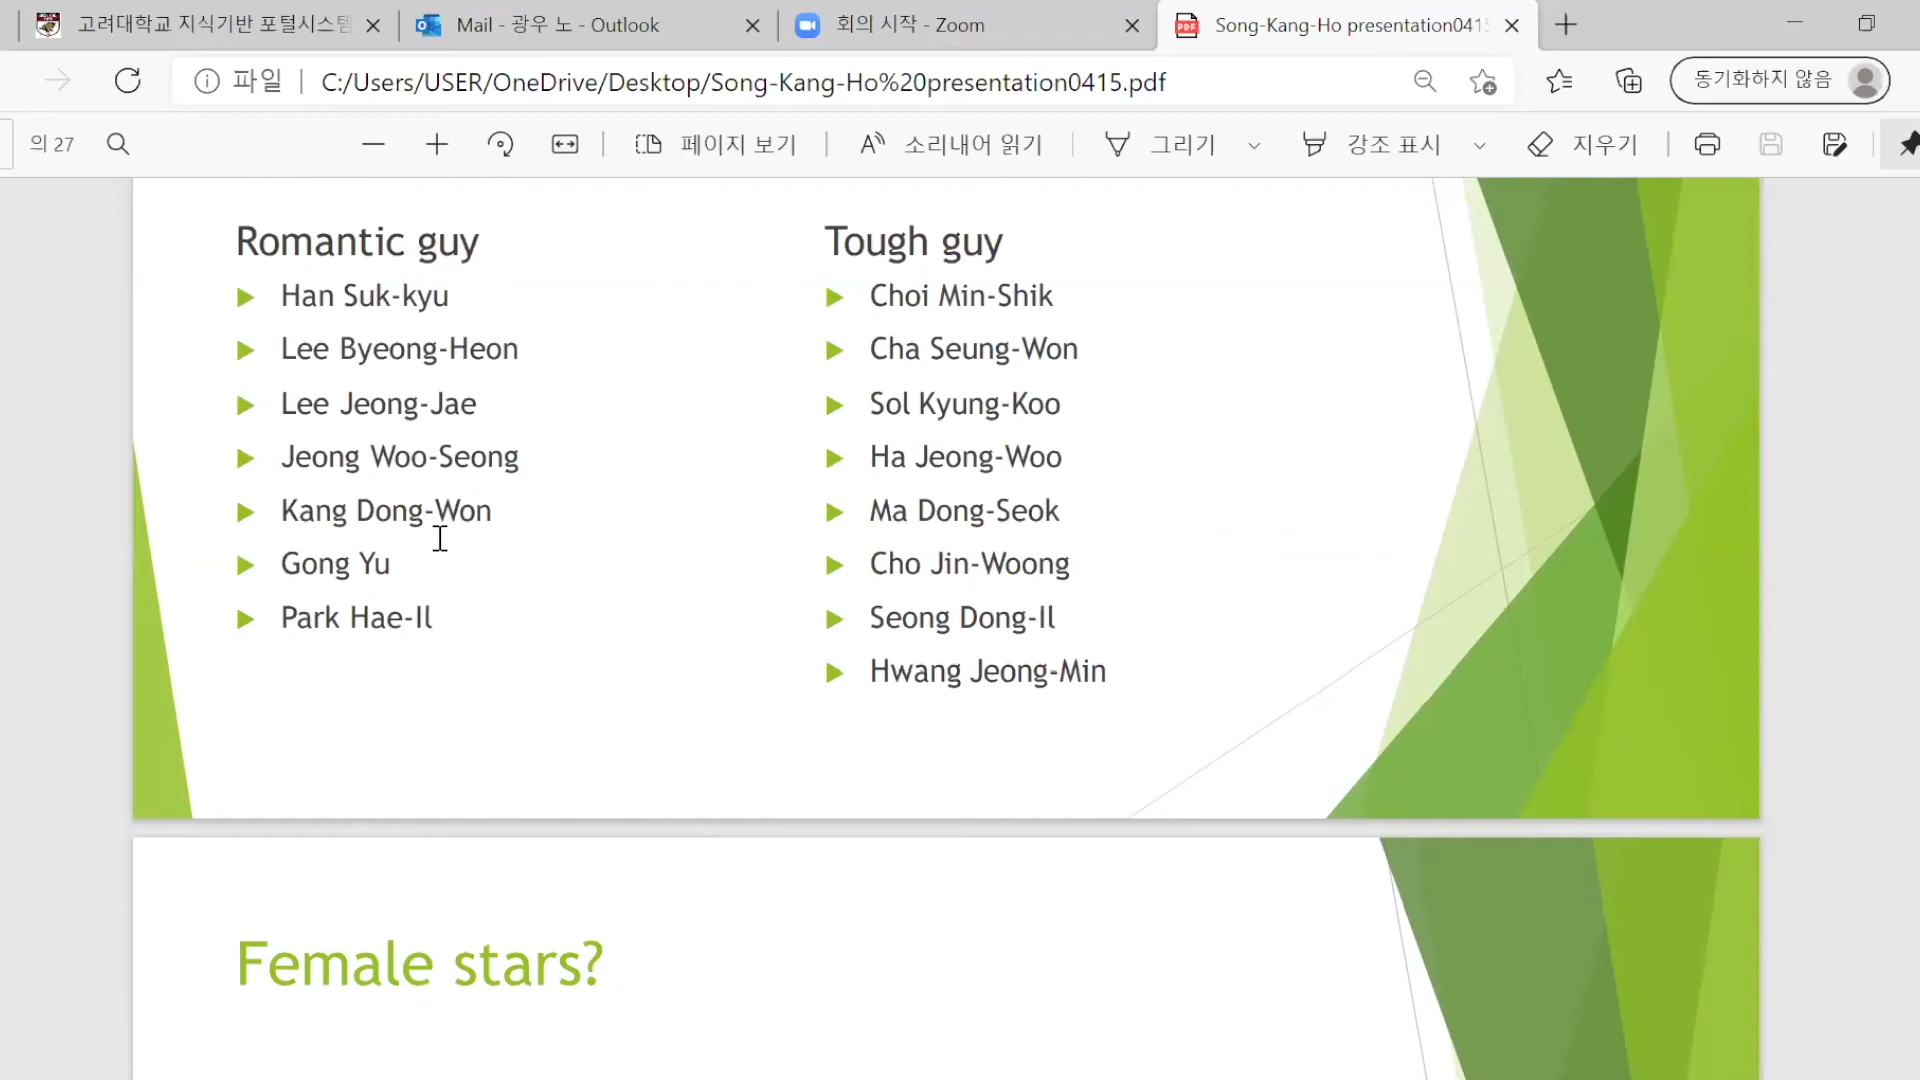 고려대학교 지식기반 포털시스템
Mail - 광우 노 - Outlook
회의 시작 - Zoom
Song-Kang-Ho presentation0415
파일
C:/Users/USER/OneDrive/Desktop/Song-Kang-Ho%20presentation0415.pdf
동기화하지 않음
의 27
페이지 보기
소리내어 읽기
그리기
강조 표시
지우기
Romantic guy
Han Suk-kyu
Lee Byeong-Heon
Lee Jeong-Jae
Jeong Woo-Seong
Kang Dong-Won
Gong Yu
Park Hae-Il
Tough guy
Choi Min-Shik
Cha Seung-Won
Sol Kyung-Koo
Ha Jeong-Woo
Ma Dong-Seok
Cho Jin-Woong
Seong Dong-Il
Hwang Jeong-Min
Female stars?